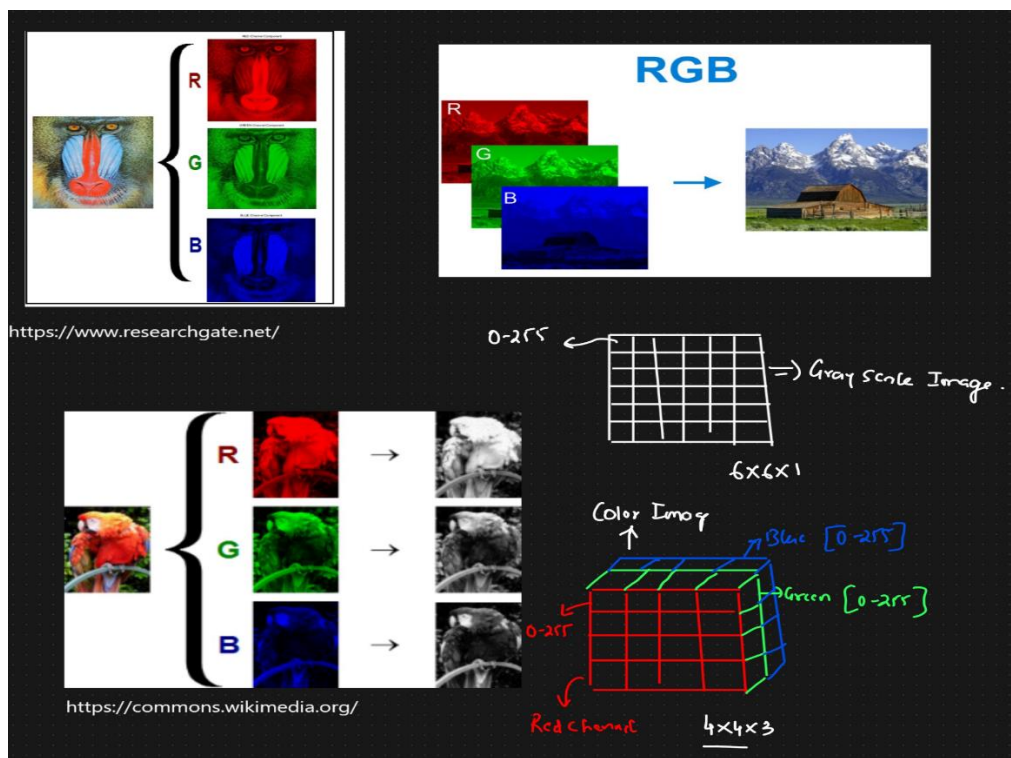 R
G
B
https://www.researchgate.net/
RGB
R
G
B
0-255
=) Gray Scale Image.
6x6x1
R
G
B
https://commons.wikimedia.org/
Color Imag
Blue [0-255]
Green [0-255]
0-255
Red Channel
4x4x3